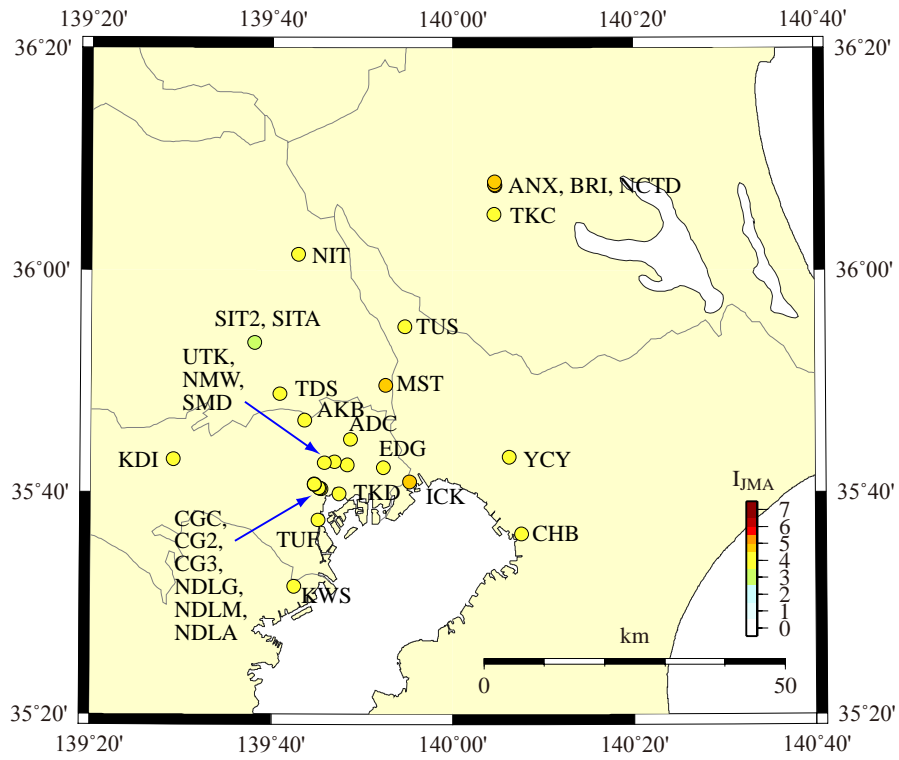 139˚20' 139˚40' 140˚00' 140˚20' 140˚40'
36˚20' 36˚20'
ANX, BRI, NCTD
TKC
NIT
36˚00' 36˚00'
SIT2, SITA
TUS
UTK,
NMW,
SMD
MST
TDS
AKB
ADC
EDG
KDI
YCY
35˚40' 35˚40'
TKD
ICK
CGC,
CG2,
CG3,
NDLG,
NDLM,
NDLA
TUF
CHB
KWS
IJMA
7
6
5
4
3
2
1
0
km
0 50
35˚20' 35˚20'
139˚20' 139˚40' 140˚00' 140˚20' 140˚40'